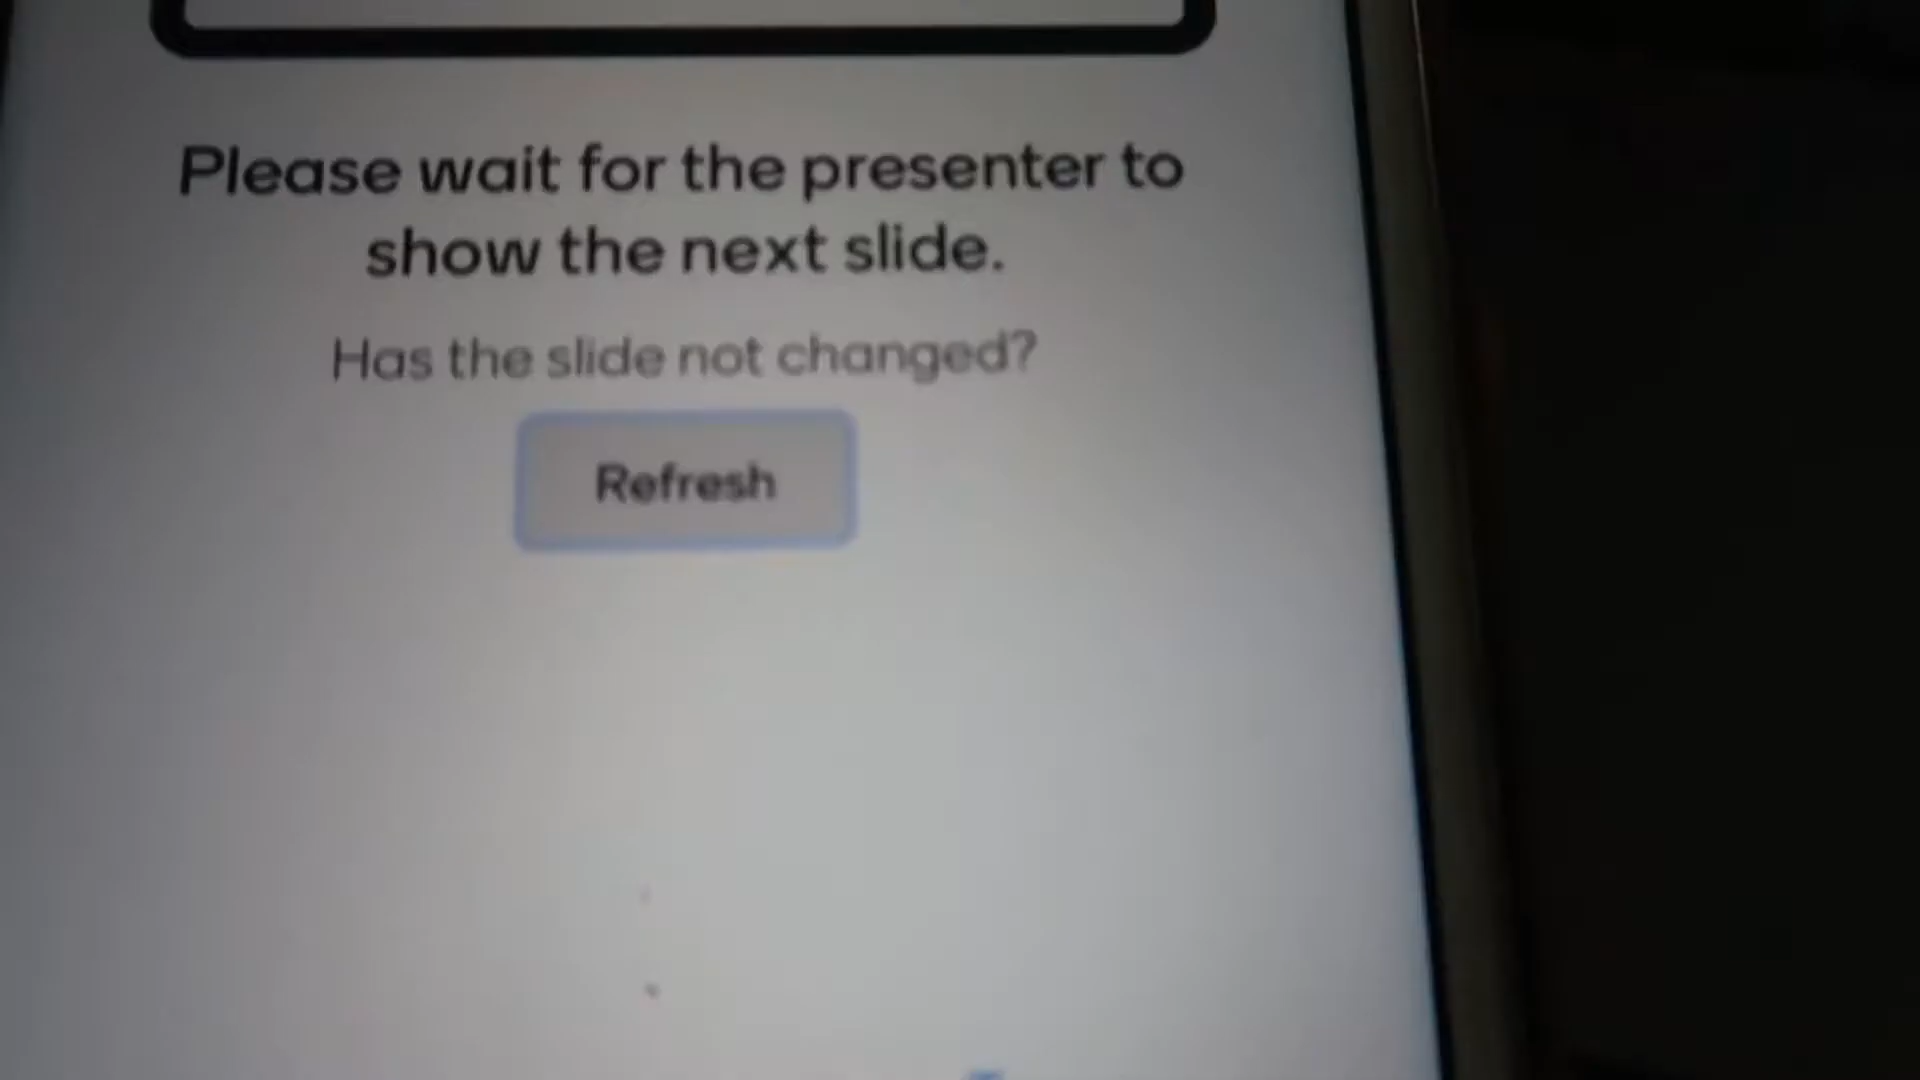 Please wait for the presenter to
show the next slide.
Has the slide not changed?
Refresh